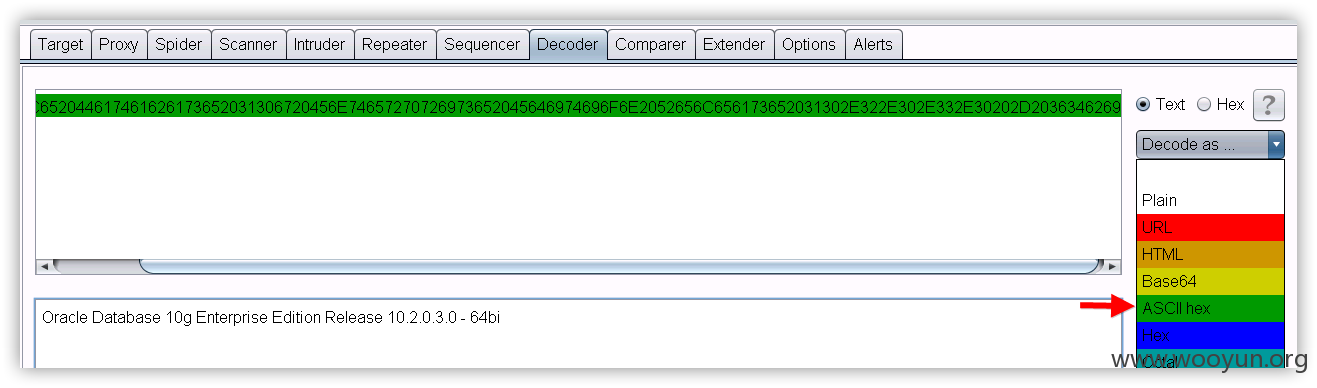 Target Proxy Spider Scanner Intruder Repeater Sequencer Decoder Comparer Extender Options Alerts
C652044617461626173652031306720456E74657270726973652045646974696F6E2052656C656173652031302E322E302E332E30202D2036346269
Text Hex ?
Decode as ...
Plain
URL
HTML
Base64
ASCII hex
Hex
Octal
Oracle Database 10g Enterprise Edition Release 10.2.0.3.0 - 64bi
www.wooyun.org